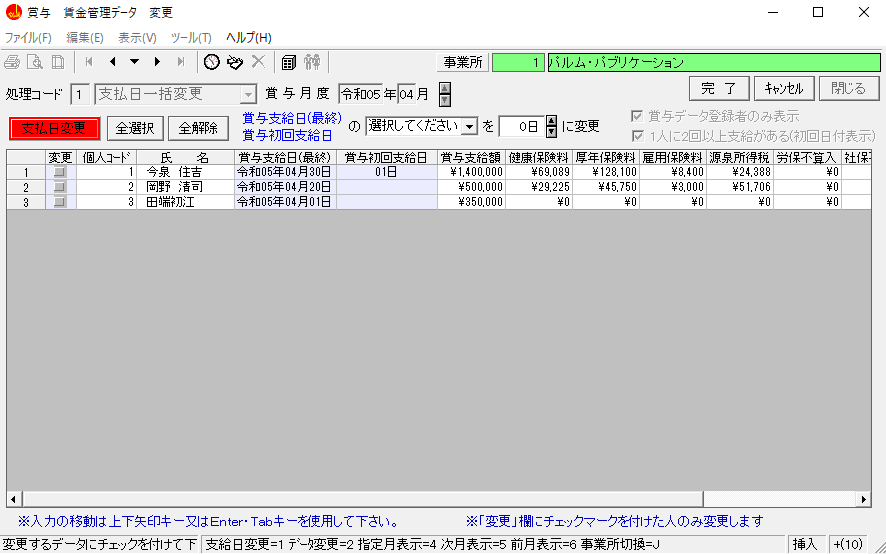 賞与　賃金管理データ　変更
ファイル(F)　編集(E)　表示(V)　ツール(T)　ヘルプ(H)
事業所　1　パルム・パブリケーション
処理コード　1　支払日一括変更　賞与月度　令和05年04月　完　了　キャンセル　閉じる
支払日変更　全選択　全解除　賞与支給日(最終)
賞与初回支給日　の　選択してください　を　0日　に変更
賞与データ登録者のみ表示
1人に2回以上支給がある(初回日付表示)
変更　個人コード　氏　名　賞与支給日(最終)　賞与初回支給日　賞与支給額　健康保険料　厚年保険料　雇用保険料　源泉所得税　労保不算入　社保
1　1　今泉 住吉　令和05年04月30日　01日　¥1,400,000　¥69,089　¥128,100　¥8,400　¥24,388　¥0
2　2　岡野 清司　令和05年04月20日　¥500,000　¥29,225　¥45,750　¥3,000　¥51,706　¥0
3　3　田端初江　令和05年04月01日　¥350,000　¥0　¥0　¥0　¥0　¥0
※入力の移動は上下矢印キー又はEnter・Tabキーを使用して下さい。　※「変更」欄にチェックマークを付けた人のみ変更します
変更するデータにチェックを付けて下　支給日変更=1 データ変更=2 指定月表示=4 次月表示=5 前月表示=6 事業所切換=J　挿入　+(10)